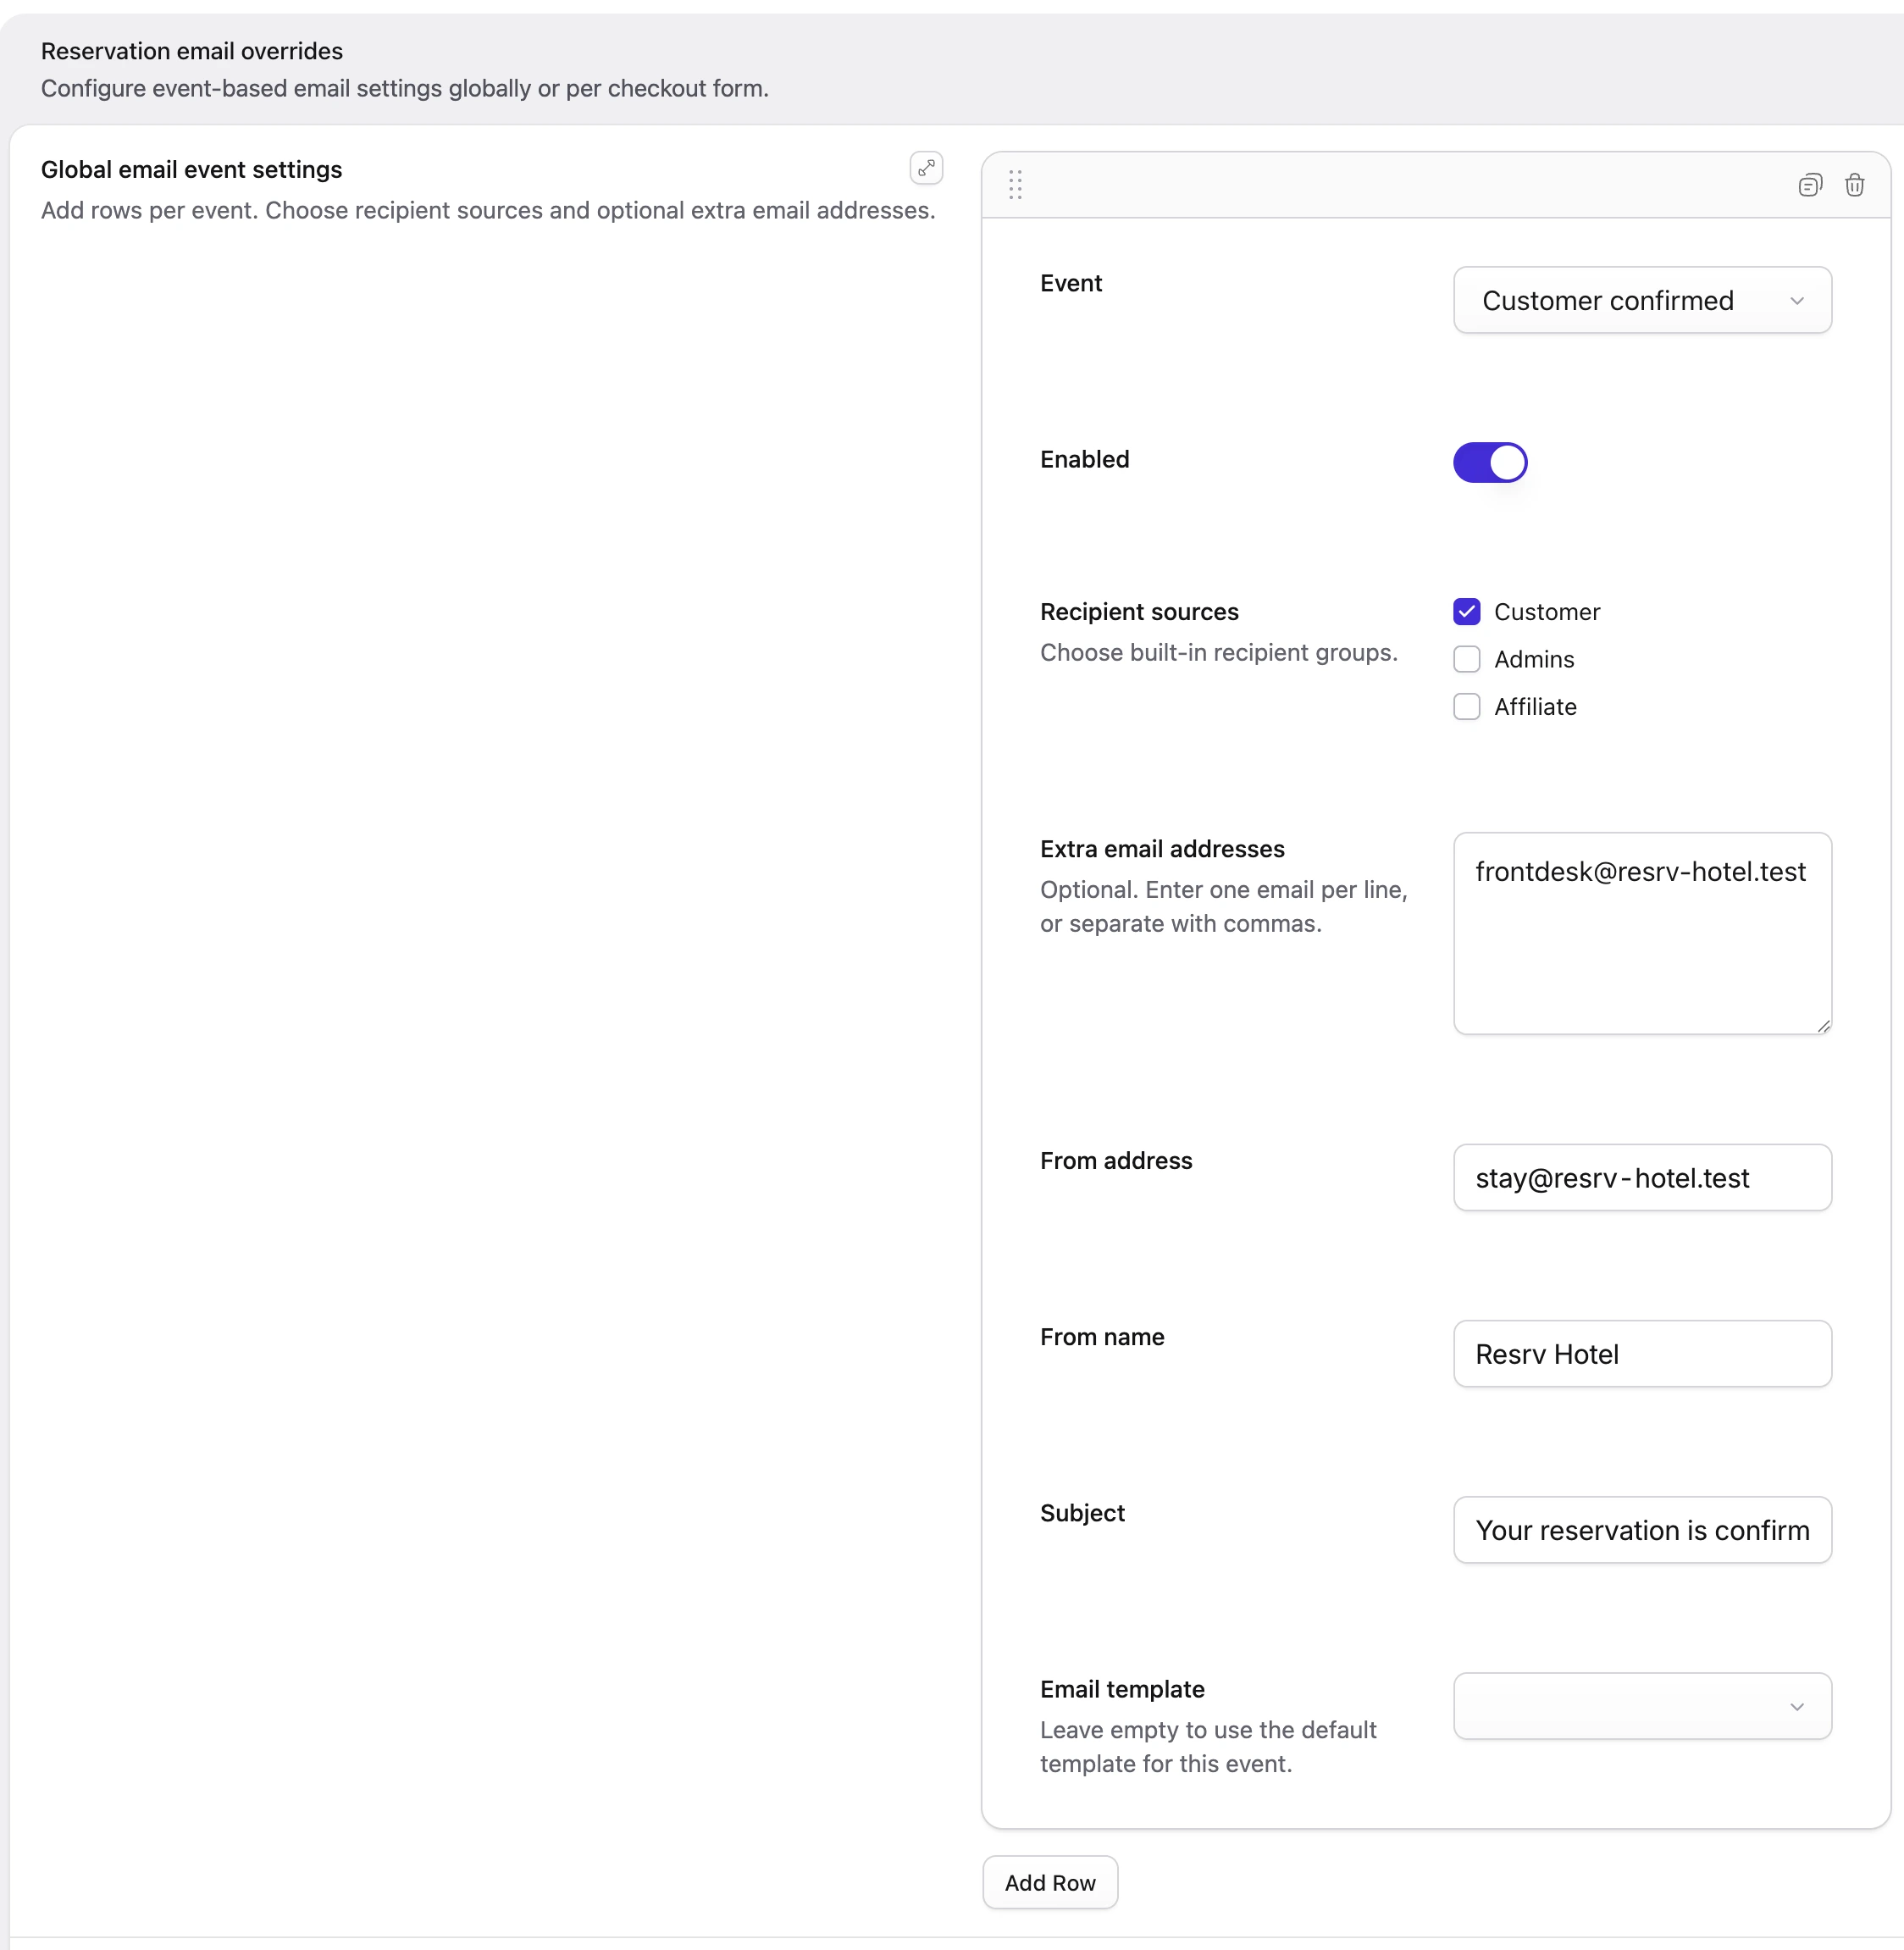 Reservation email overrides
Configure event-based email settings globally or per checkout form.
Global email event settings
Add rows per event. Choose recipient sources and optional extra email addresses.
Event
Customer confirmed
Enabled
Recipient sources
Choose built-in recipient groups.
Customer
Admins
Affiliate
Extra email addresses
Optional. Enter one email per line,
or separate with commas.
frontdesk@resrv-hotel.test
From address
stay@resrv-hotel.test
From name
Resrv Hotel
Subject
Your reservation is confirm
Email template
Leave empty to use the default
template for this event.
Add Row